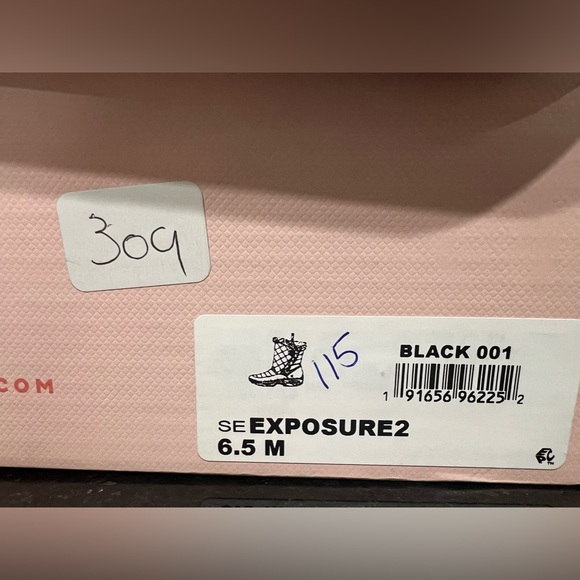 309
.COM
115
BLACK 001
1 91656 96225 2
SE EXPOSURE2
6.5 M